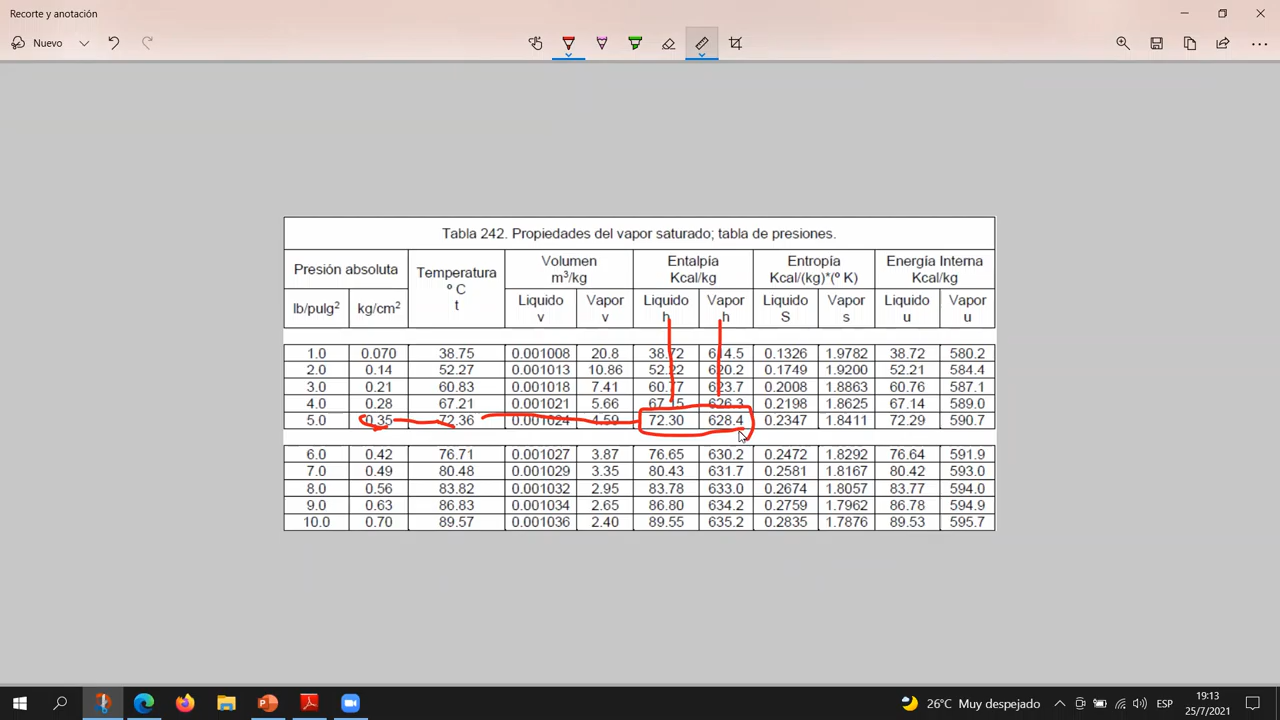 Recorte y anotación
Nuevo
Tabla 242. Propiedades del vapor saturado; tabla de presiones.
Presión absoluta Temperatura º C t Volumen m³/kg Entalpía Kcal/kg Entropía Kcal/(kg)*(º K) Energía Interna Kcal/kg
lb/pulg² kg/cm² Liquido v Vapor v Liquido h Vapor h Liquido S Vapor s Liquido u Vapor u
1.0 0.070 38.75 0.001008 20.8 38.72 614.5 0.1326 1.9782 38.72 580.2
2.0 0.14 52.27 0.001013 10.86 52.22 620.2 0.1749 1.9200 52.21 584.4
3.0 0.21 60.83 0.001018 7.41 60.77 623.7 0.2008 1.8863 60.76 587.1
4.0 0.28 67.21 0.001021 5.66 67.15 626.3 0.2198 1.8625 67.14 589.0
5.0 0.35 72.36 0.001024 4.59 72.30 628.4 0.2347 1.8411 72.29 590.7
6.0 0.42 76.71 0.001027 3.87 76.65 630.2 0.2472 1.8292 76.64 591.9
7.0 0.49 80.48 0.001029 3.35 80.43 631.7 0.2581 1.8167 80.42 593.0
8.0 0.56 83.82 0.001032 2.95 83.78 633.0 0.2674 1.8057 83.77 594.0
9.0 0.63 86.83 0.001034 2.65 86.80 634.2 0.2759 1.7962 86.78 594.9
10.0 0.70 89.57 0.001036 2.40 89.55 635.2 0.2835 1.7876 89.53 595.7
26°C Muy despejado ESP 19:13
25/7/2021